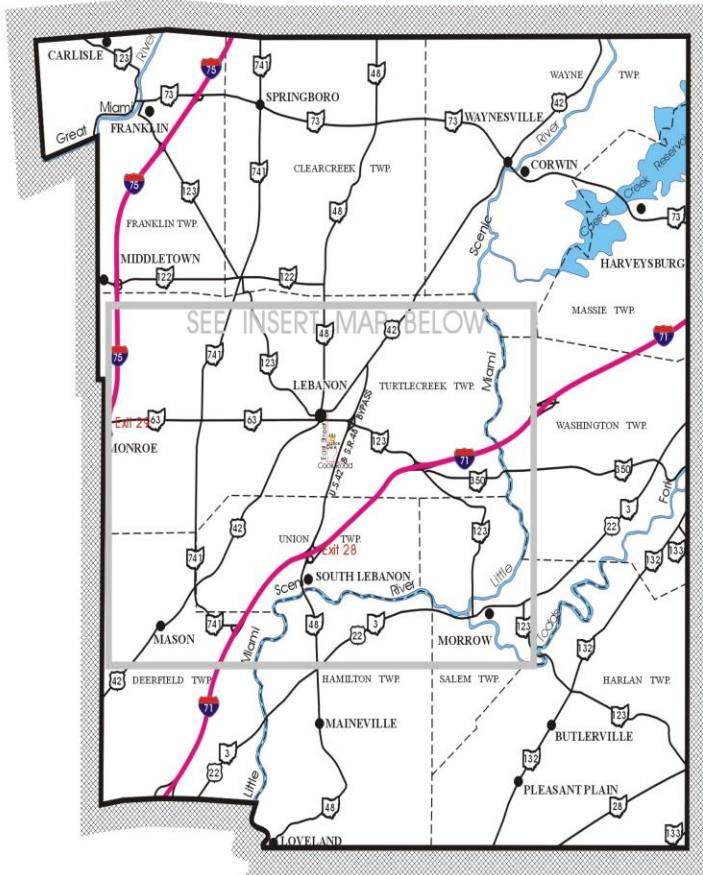 CARLISLE
123
River
75
741
48
WAYNE TWP.
42
Great Miami
73
FRANKLIN
SPRINGBORO
73
73
WAYNESVILLE
River
CORWIN
Caesar Creek Reservoir
73
CLEARCREEK TWP.
741
75
123
48
Scenic
FRANKLIN TWP.
MIDDLETOWN
122
122
HARVEYSBURG
MASSIE TWP.
SEE INSERT MAP BELOW
75
741
48
42
71
123
Miami
LEBANON
TURTLECREEK TWP.
Exit 29
63
63
MONROE
U.S.42 & S.R.48 BYPASS
East Street
Cook Road
123
71
WASHINGTON TWP.
350
350
3
22
Fork
42
UNION TWP.
Exit 28
123
741
132
133
SOUTH LEBANON
Scenic
River
Little
MASON
741
Miami
48
22
3
MORROW
123
Todds
132
42
DEERFIELD TWP.
HAMILTON TWP.
SALEM TWP.
HARLAN TWP.
71
MAINEVILLE
123
BUTLERVILLE
3
22
132
Little
PLEASANT PLAIN
48
28
133
LOVELAND